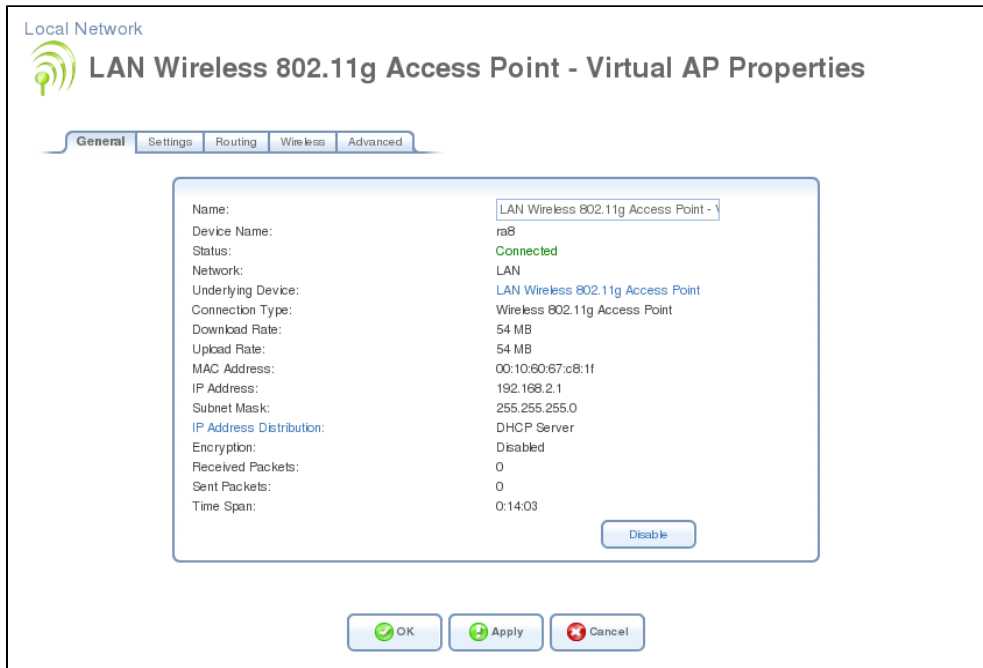 Local Network
LAN Wireless 802.11g Access Point - Virtual AP Properties
General Settings Routing Wireless Advanced
Name: LAN Wireless 802.11g Access Point - V
Device Name: ra8
Status: Connected
Network: LAN
Underlying Device: LAN Wireless 802.11g Access Point
Connection Type: Wireless 802.11g Access Point
Download Rate: 54 MB
Upload Rate: 54 MB
MAC Address: 00:10:60:67:c8:1f
IP Address: 192.168.2.1
Subnet Mask: 255.255.255.0
IP Address Distribution: DHCP Server
Encryption: Disabled
Received Packets: 0
Sent Packets: 0
Time Span: 0:14:03
Disable
OK Apply Cancel